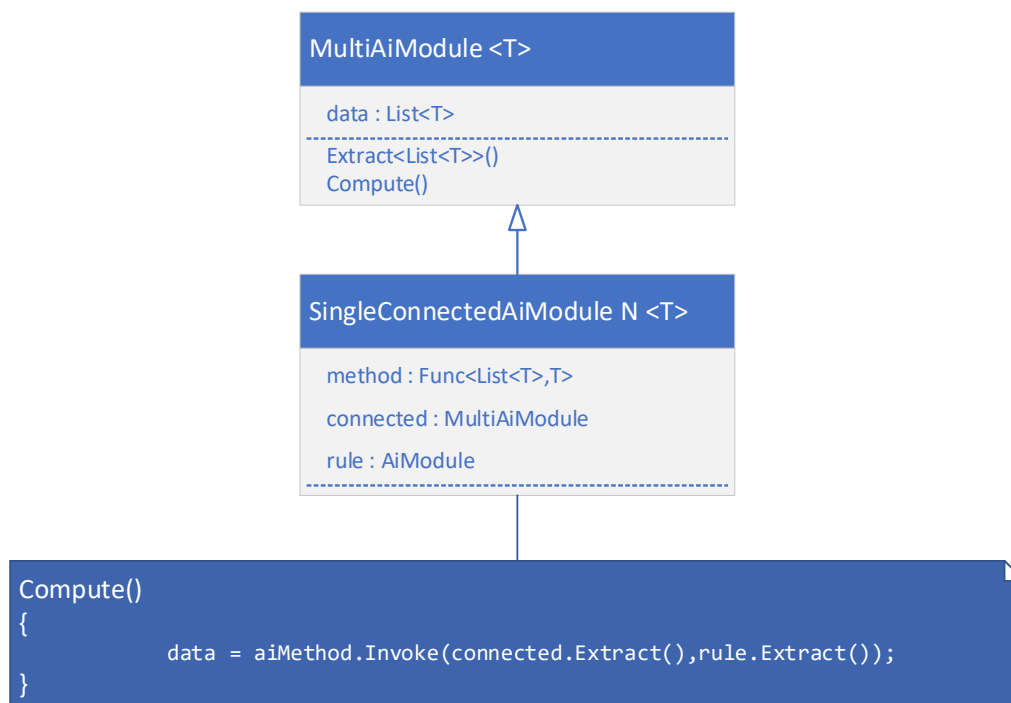 MultiAiModule <T>
data : List<T>
Extract<List<T>>()
Compute()
SingleConnectedAiModule N <T>
method : Func<List<T>,T>
connected : MultiAiModule
rule : AiModule
Compute()
{
data = aiMethod.Invoke(connected.Extract(),rule.Extract());
}